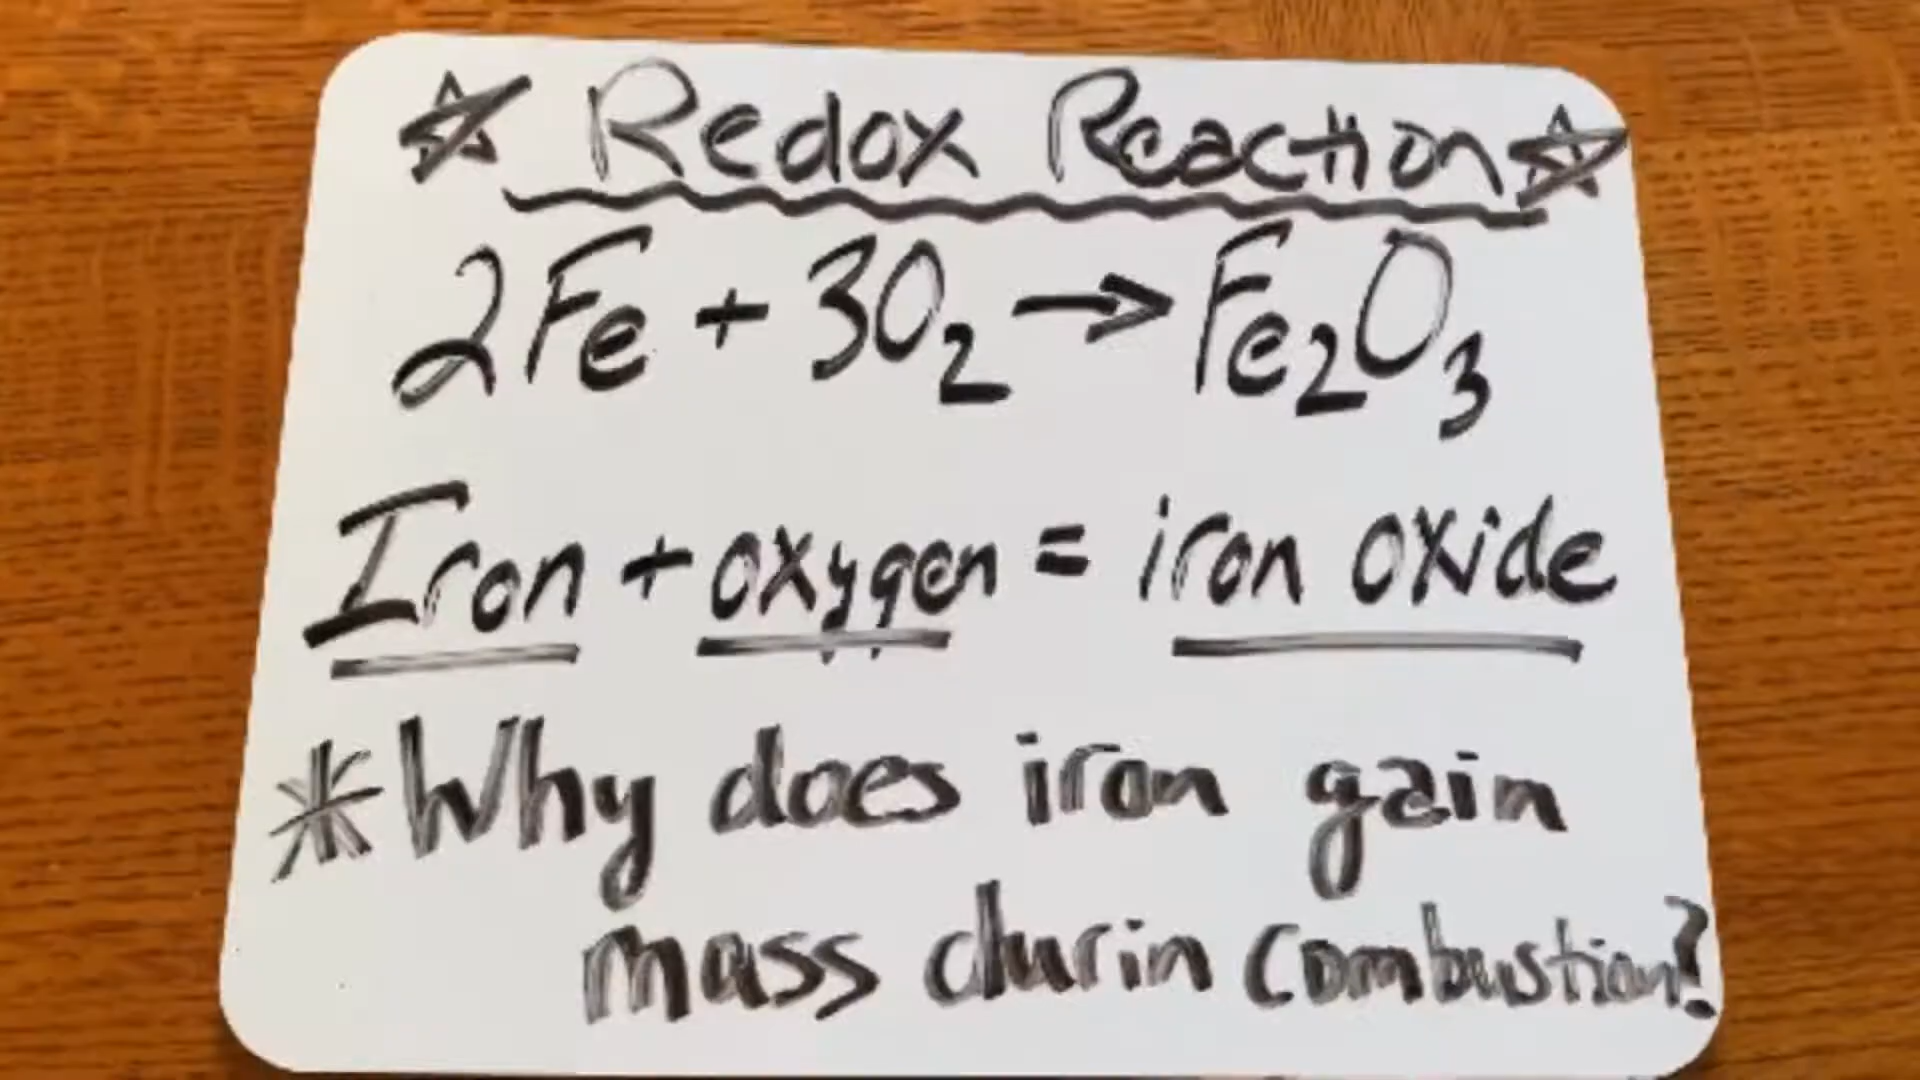 ☆ Redox Reaction ☆
2Fe + 3O₂ → Fe₂O₃
Iron + oxygen = iron oxide
* Why does iron gain
mass durin combustion?